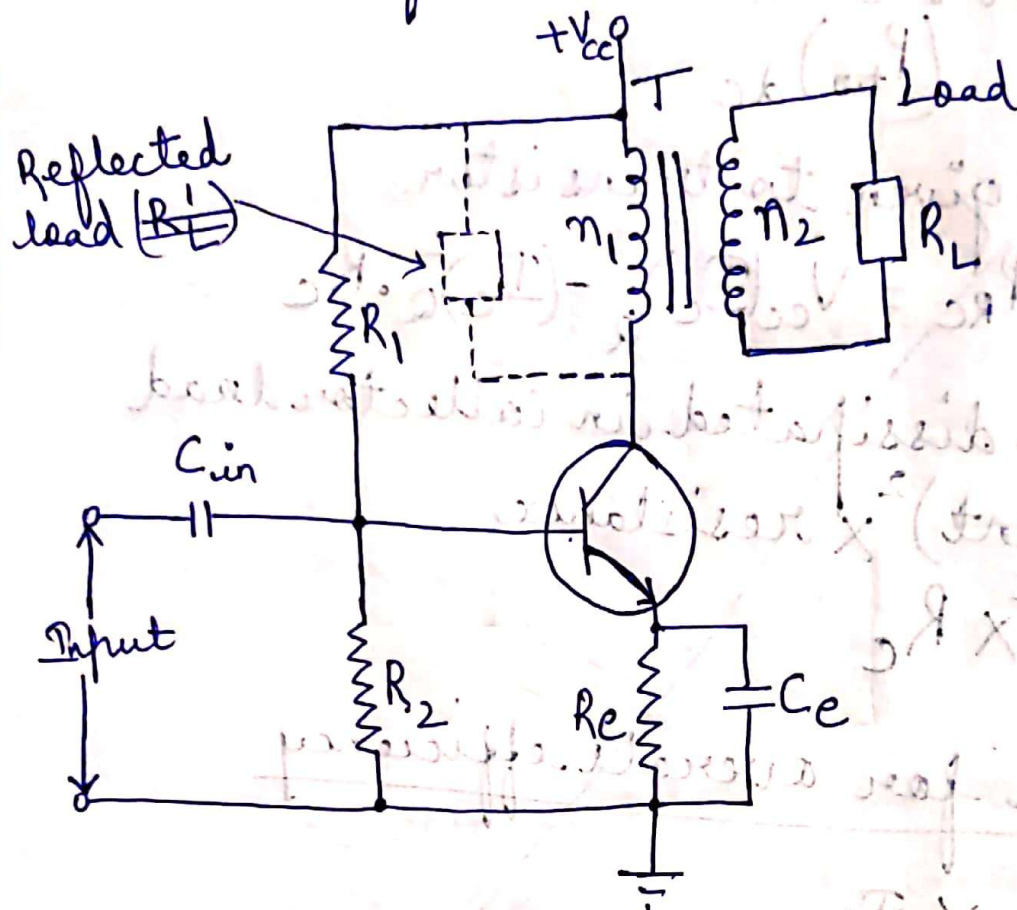 +Vcc
T
Load
Reflected
load (R'L)
n1
n2
RL
R1
Cin
Input
R2
Re
Ce